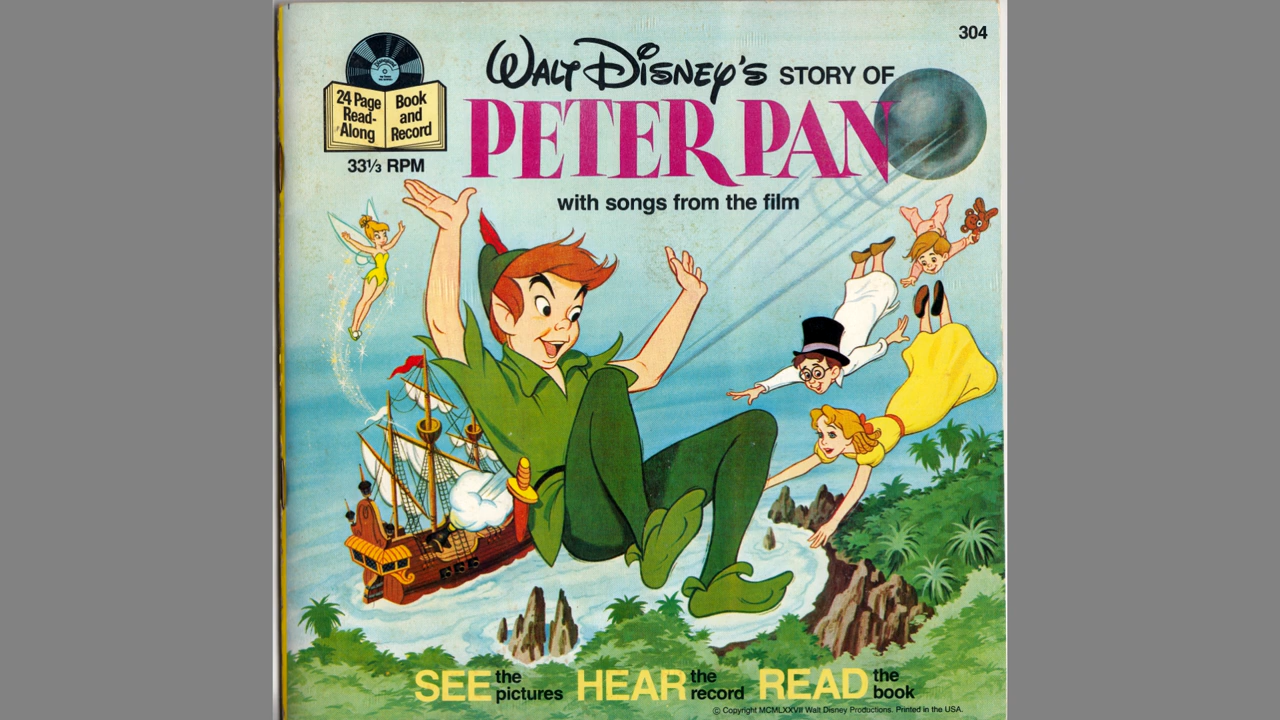 304
WALT DISNEY'S STORY OF
PETER PAN
with songs from the film
24 Page
Read-
Along
Book
and
Record
33⅓ RPM
SEE the pictures HEAR the record READ the book
© Copyright MCMLXXVII Walt Disney Productions. Printed in the USA.